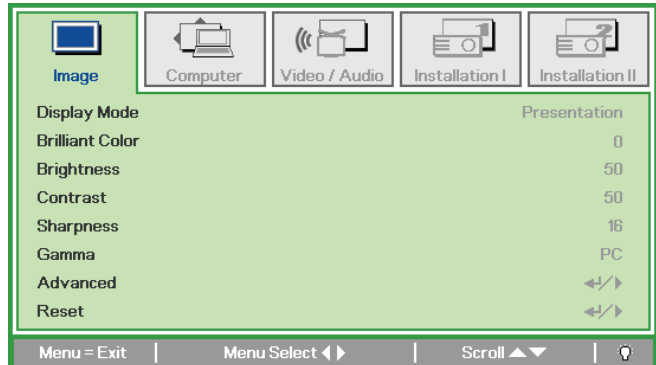 Image Computer Video / Audio Installation I Installation II
Display Mode Presentation
Brilliant Color 0
Brightness 50
Contrast 50
Sharpness 16
Gamma PC
Advanced ↵/▶
Reset ↵/▶
Menu = Exit | Menu Select ◀▶ | Scroll ▲▼ |